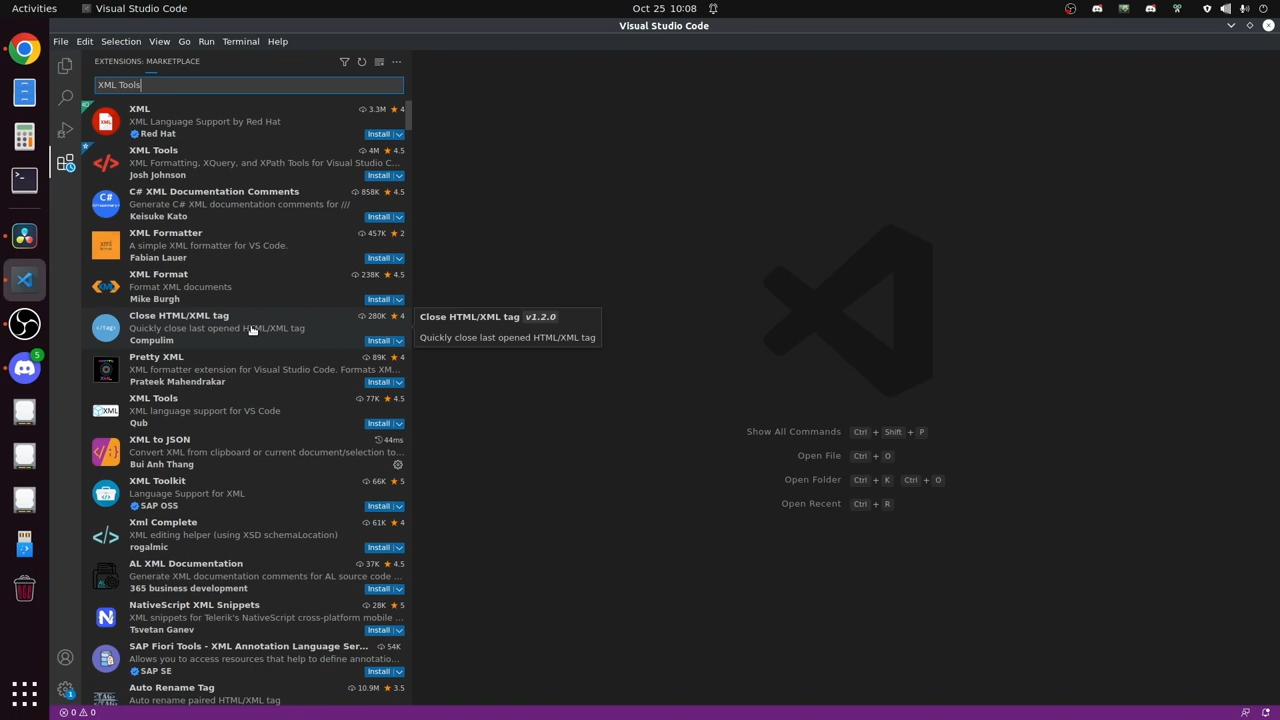 Activities
Visual Studio Code
Oct 25 10:08
Visual Studio Code
File Edit Selection View Go Run Terminal Help
EXTENSIONS: MARKETPLACE
XML Tools
XML 3.3M ★ 4
XML Language Support by Red Hat
Red Hat Install
XML Tools 4M ★ 4.5
XML Formatting, XQuery, and XPath Tools for Visual Studio C...
Josh Johnson Install
C# XML Documentation Comments 858K ★ 4.5
Generate C# XML documentation comments for ///
Keisuke Kato Install
XML Formatter 457K ★ 2
A simple XML formatter for VS Code.
Fabian Lauer Install
XML Format 238K ★ 4.5
Format XML documents
Mike Burgh Install
Close HTML/XML tag 280K ★ 4
Quickly close last opened HTML/XML tag
Compulim Install
Close HTML/XML tag v1.2.0
Quickly close last opened HTML/XML tag
Pretty XML 89K ★ 4
XML formatter extension for Visual Studio Code. Formats XM...
Prateek Mahendrakar Install
XML Tools 77K ★ 4.5
XML language support for VS Code
Qub Install
XML to JSON 44ms
Convert XML from clipboard or current document/selection to...
Bui Anh Thang
XML Toolkit 66K ★ 5
Language Support for XML
SAP OSS Install
Xml Complete 61K ★ 4
XML editing helper (using XSD schemaLocation)
rogalmic Install
AL XML Documentation 37K ★ 4.5
Generate XML documentation comments for AL source code ...
365 business development Install
NativeScript XML Snippets 28K ★ 5
XML snippets for Telerik's NativeScript cross-platform mobile ...
Tsvetan Ganev Install
SAP Fiori Tools - XML Annotation Language Ser... 54K
Allows you to access resources that help to define annotatio...
SAP SE Install
Auto Rename Tag 10.9M ★ 3.5
Auto rename paired HTML/XML tag
Show All Commands Ctrl + Shift + P
Open File Ctrl + O
Open Folder Ctrl + K Ctrl + O
Open Recent Ctrl + R
5
1
0 0